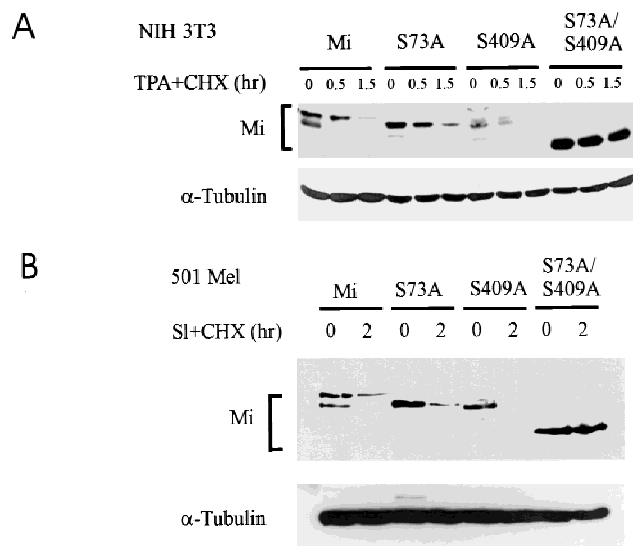 A
NIH 3T3
Mi S73A S409A S73A/
S409A
TPA+CHX (hr) 0 0.5 1.5 0 0.5 1.5 0 0.5 1.5 0 0.5 1.5
Mi
α-Tubulin
B
501 Mel
Mi S73A S409A S73A/
S409A
Sl+CHX (hr) 0 2 0 2 0 2 0 2
Mi
α-Tubulin